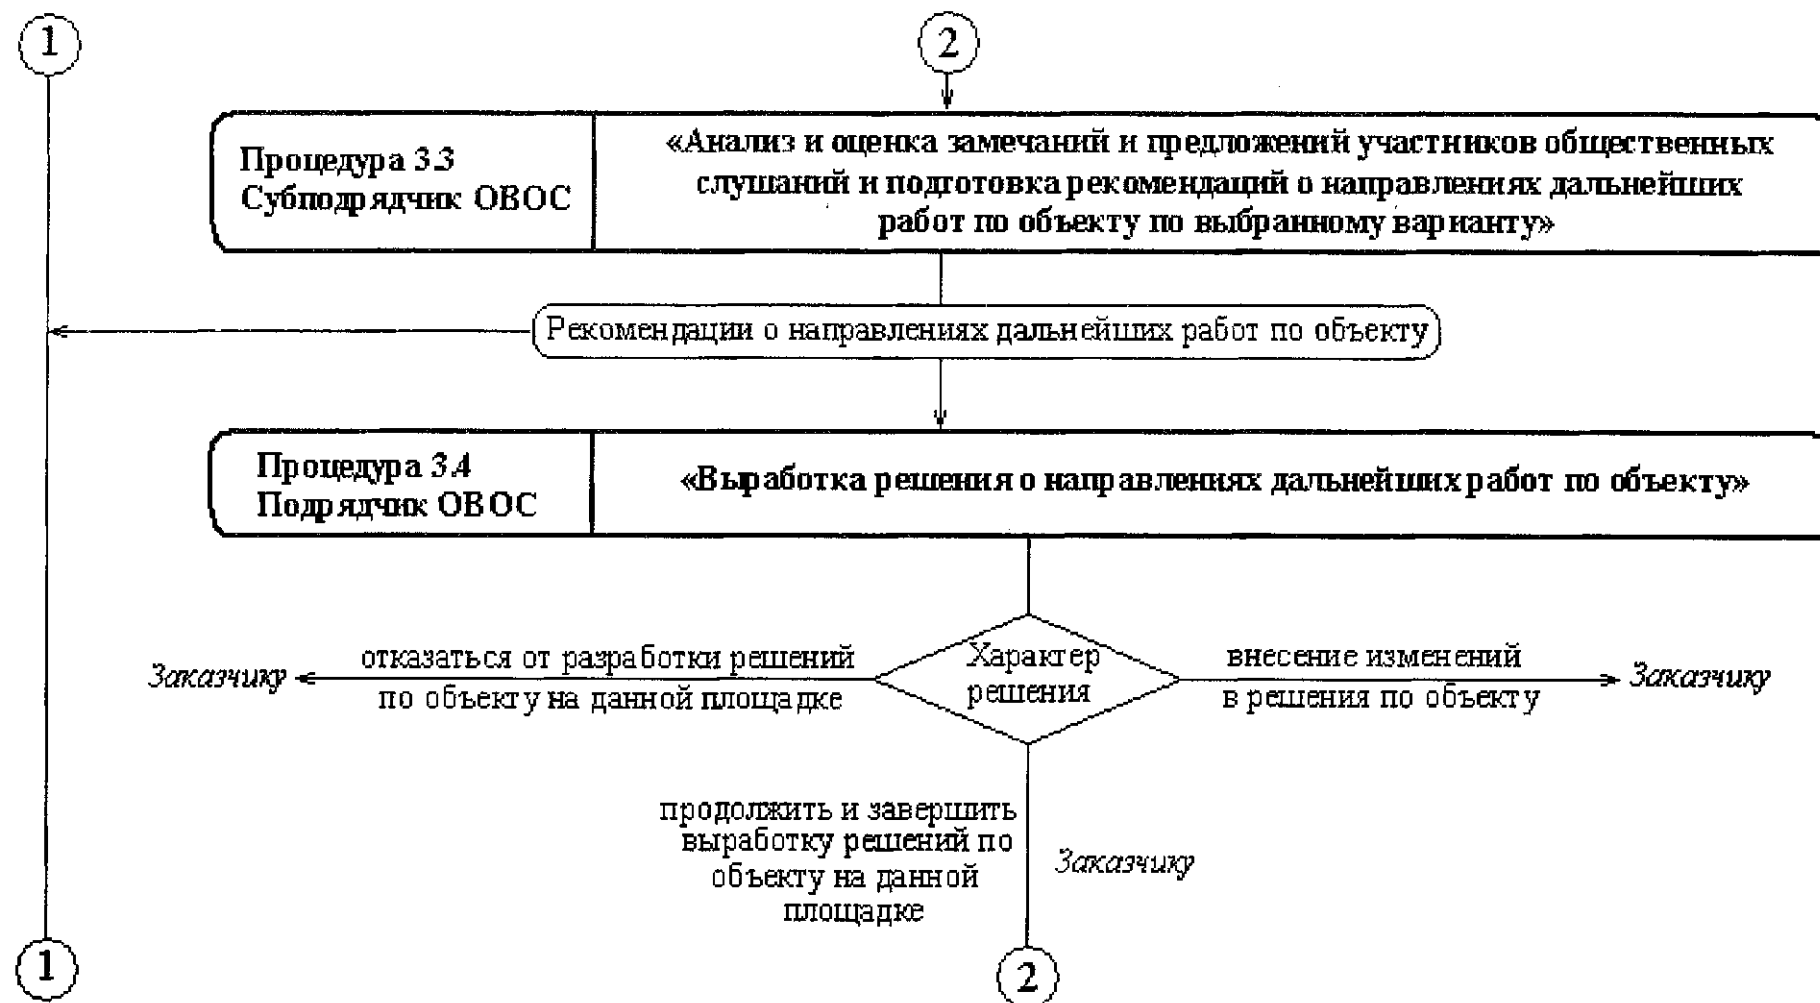 1
2
Процедура 3.3
Субподрядчик ОВОС
«Анализ и оценка замечаний и предложений участников общественных
слушаний и подготовка рекомендаций о направлениях дальнейших
работ по объекту по выбранному варианту»
Рекомендации о направлениях дальнейших работ по объекту
Процедура 3.4
Подрядчик ОВОС
«Выработка решения о направлениях дальнейших работ по объекту»
Заказчику
отказаться от разработки решений
по объекту на данной площадке
Характер
решения
внесение изменений
в решения по объекту
Заказчику
продолжить и завершить
выработку решений по
объекту на данной
площадке
Заказчику
1
2